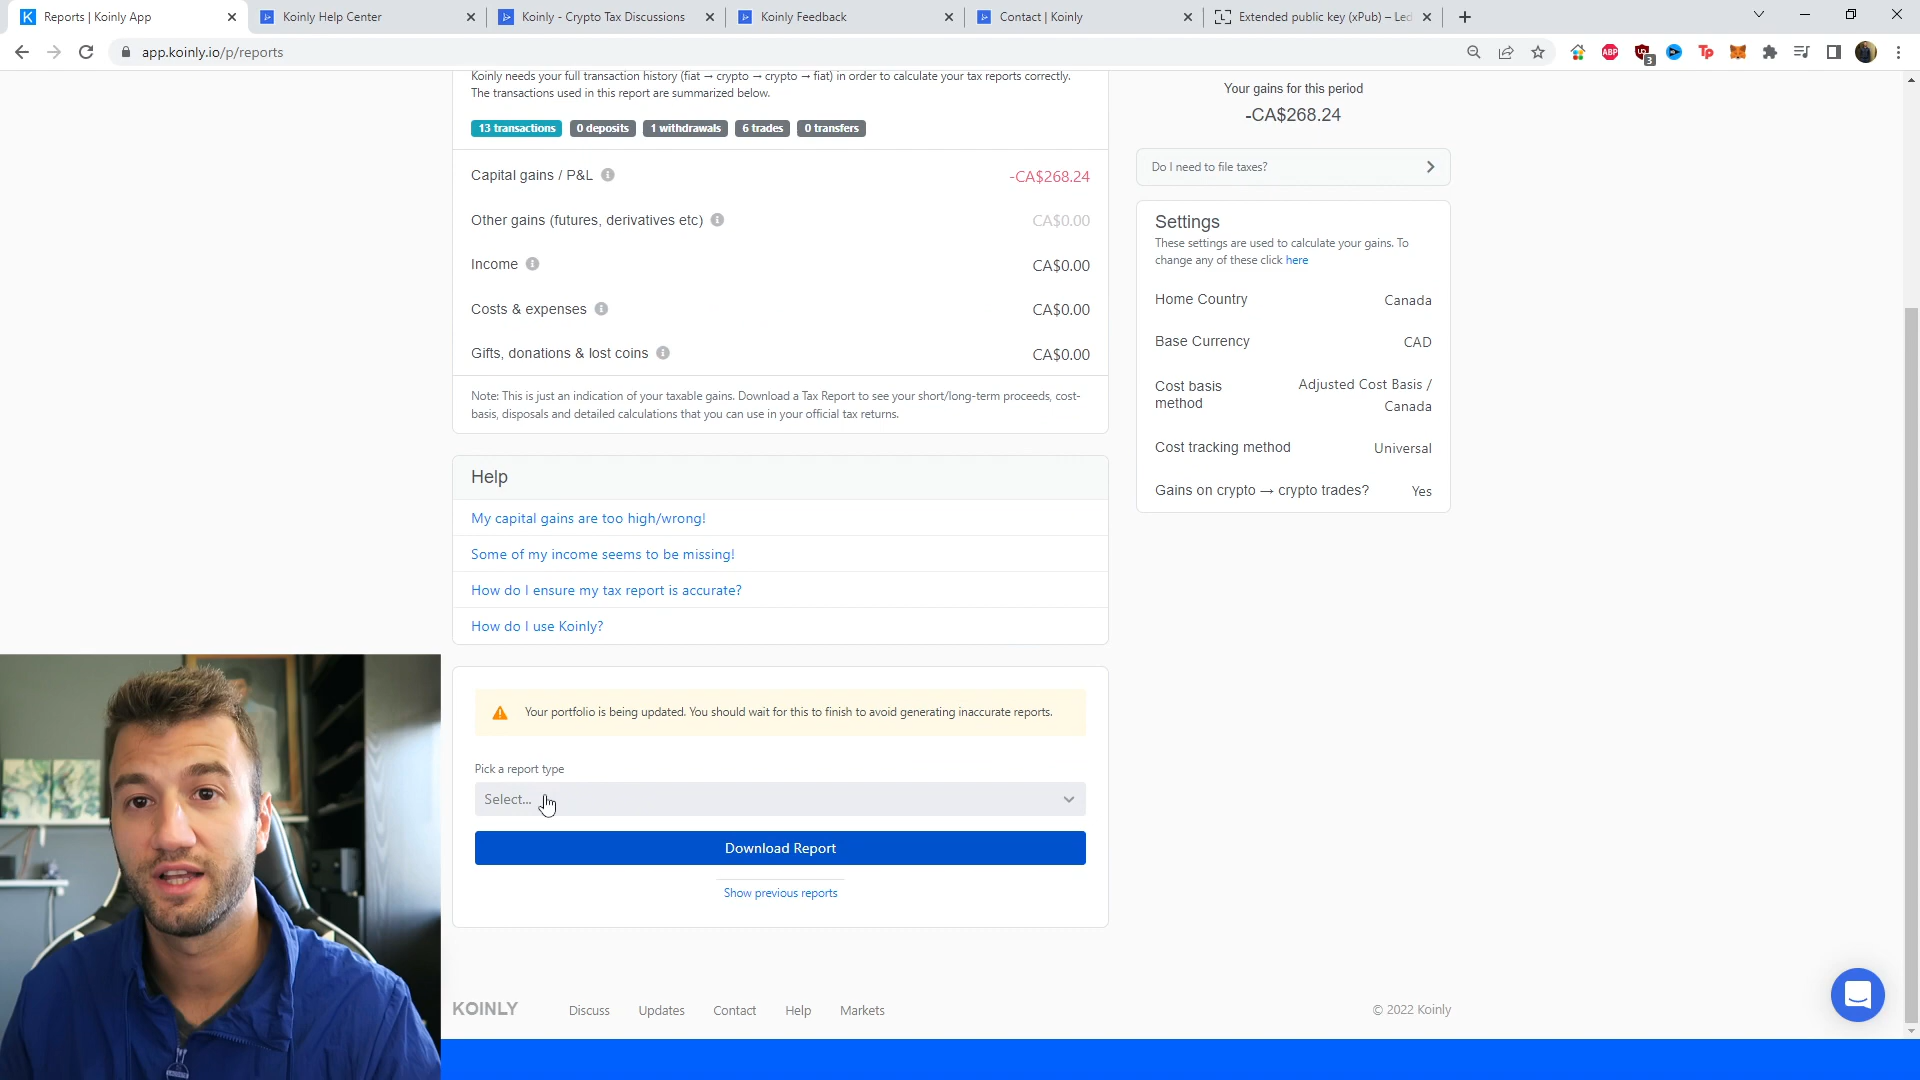 Reports | Koinly App
Koinly Help Center
Koinly - Crypto Tax Discussions
Koinly Feedback
Contact | Koinly
Extended public key (xPub) – Led
app.koinly.io/p/reports
ABP
3
Tp
Koinly needs your full transaction history (fiat → crypto → crypto → fiat) in order to calculate your tax reports correctly.
The transactions used in this report are summarized below.
13 transactions
0 deposits
1 withdrawals
6 trades
0 transfers
Capital gains / P&L
-CA$268.24
Other gains (futures, derivatives etc)
CA$0.00
Income
CA$0.00
Costs & expenses
CA$0.00
Gifts, donations & lost coins
CA$0.00
Note: This is just an indication of your taxable gains. Download a Tax Report to see your short/long-term proceeds, cost-
basis, disposals and detailed calculations that you can use in your official tax returns.
Help
My capital gains are too high/wrong!
Some of my income seems to be missing!
How do I ensure my tax report is accurate?
How do I use Koinly?
Your portfolio is being updated. You should wait for this to finish to avoid generating inaccurate reports.
Pick a report type
Select...
Download Report
Show previous reports
Your gains for this period
-CA$268.24
Do I need to file taxes?
Settings
These settings are used to calculate your gains. To
change any of these click here
Home Country
Canada
Base Currency
CAD
Cost basis
method
Adjusted Cost Basis /
Canada
Cost tracking method
Universal
Gains on crypto → crypto trades?
Yes
KOINLY
Discuss
Updates
Contact
Help
Markets
© 2022 Koinly